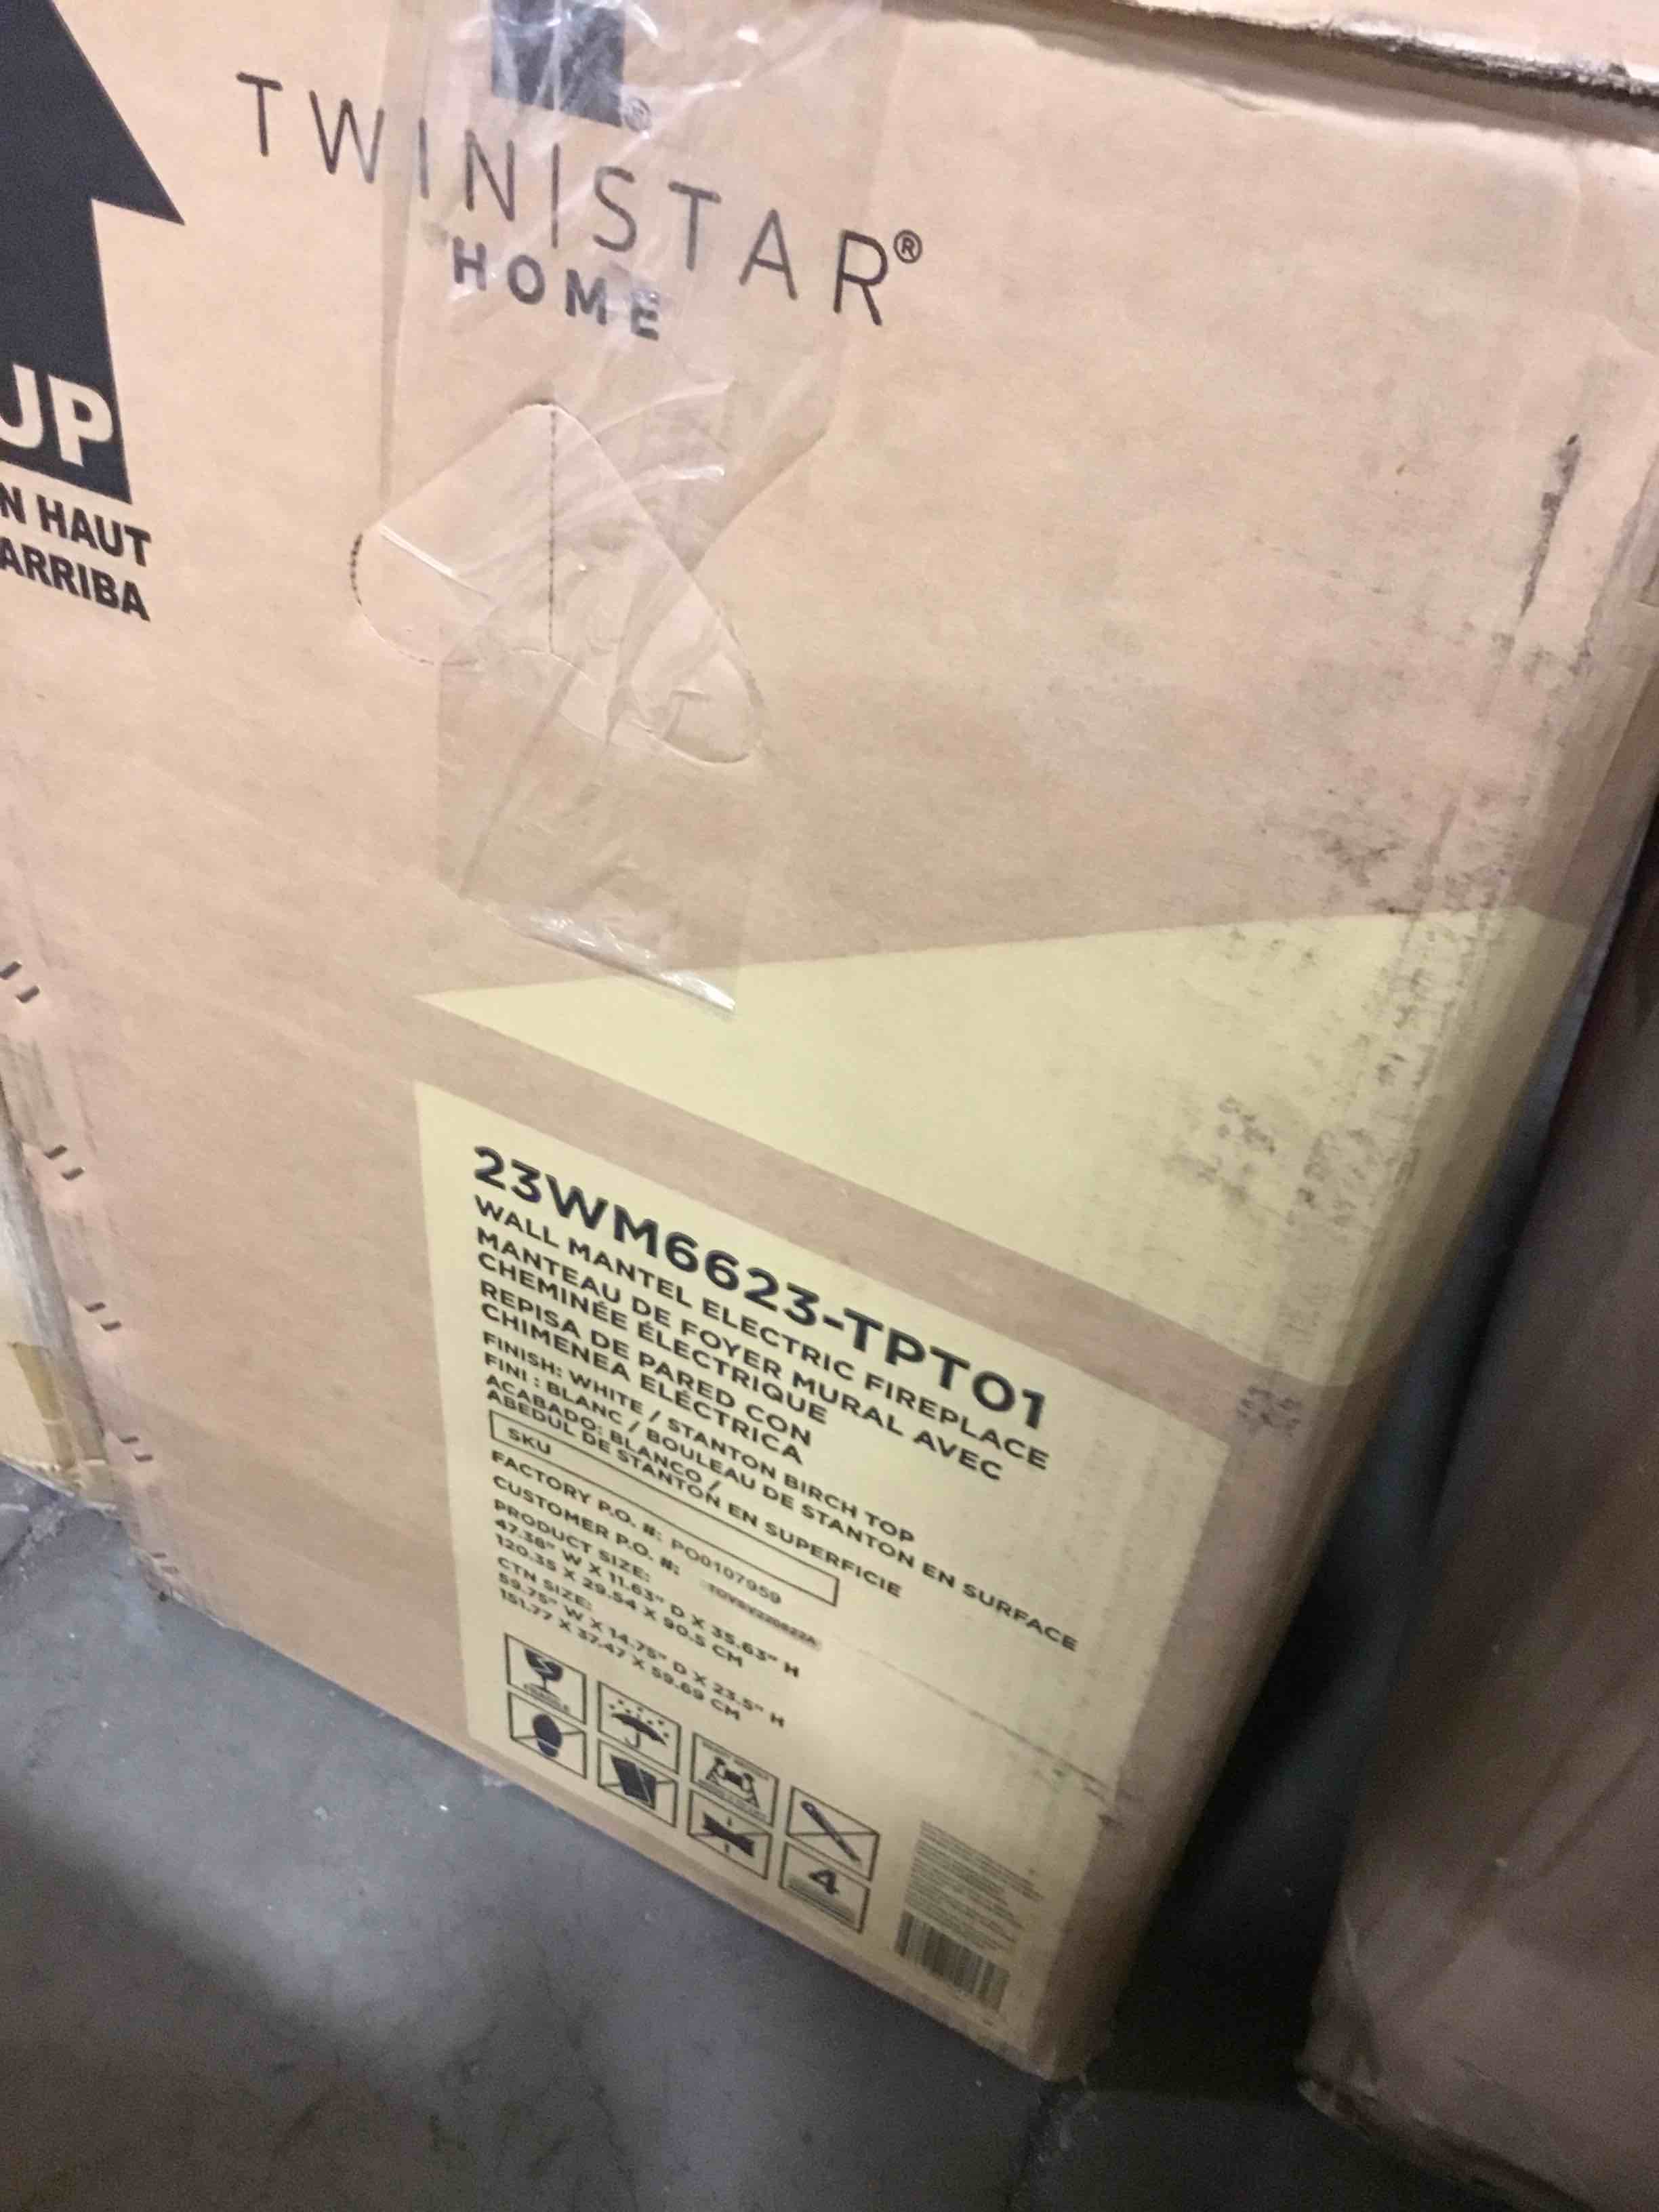 ®
TWINSTAR®
HOME
UP
N HAUT
ARRIBA
23WM6623-TPT01
WALL MANTEL ELECTRIC FIREPLACE
MANTEAU DE FOYER MURAL AVEC
CHEMINÉE ÉLECTRIQUE
REPISA DE PARED CON
CHIMENEA ELÉCTRICA
FINISH: WHITE / STANTON BIRCH TOP
FINI : BLANC / BOULEAU DE STANTON EN SURFACE
ACABADO: BLANCO /
ABEDUL DE STANTON EN SUPERFICIE
SKU
FACTORY P.O. #: PO0107959
CUSTOMER P.O. #:
PRODUCT SIZE:
47.38" W X 11.63" D X 35.63" H
120.35 X 29.54 X 90.5 CM
CTN SIZE:
59.75" W X 14.75" D X 23.5" H
151.77 X 37.47 X 59.69 CM
4